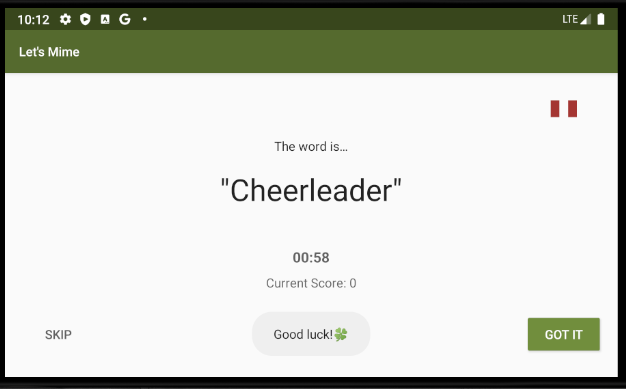 10:12
LTE
Let's Mime
The word is...
"Cheerleader"
00:58
Current Score: 0
SKIP
Good luck!🍀
GOT IT